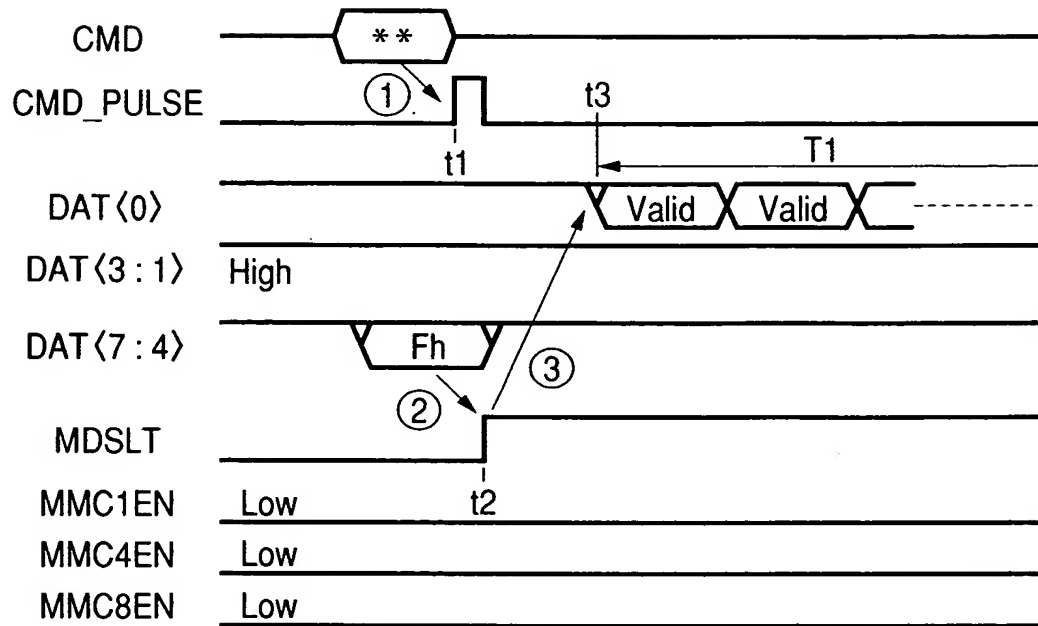 CMD **
CMD_PULSE ① t3
t1 T1
DAT⟨0⟩ Valid Valid
DAT⟨3 : 1⟩ High
DAT⟨7 : 4⟩ Fh
② ③
MDSLT
t2
MMC1EN Low
MMC4EN Low
MMC8EN Low